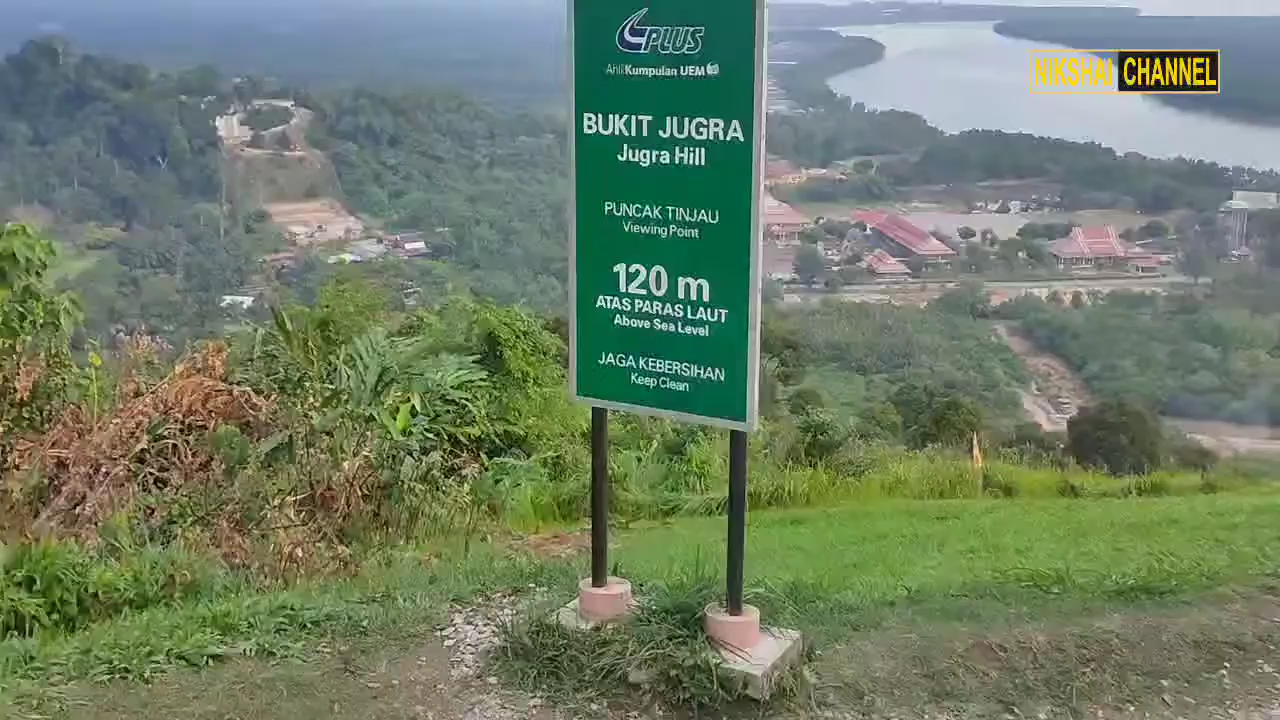 PLUS
Ahli Kumpulan UEM
BUKIT JUGRA
Jugra Hill
PUNCAK TINJAU
Viewing Point
120 m
ATAS PARAS LAUT
Above Sea Level
JAGA KEBERSIHAN
Keep Clean
NIKSHAI CHANNEL